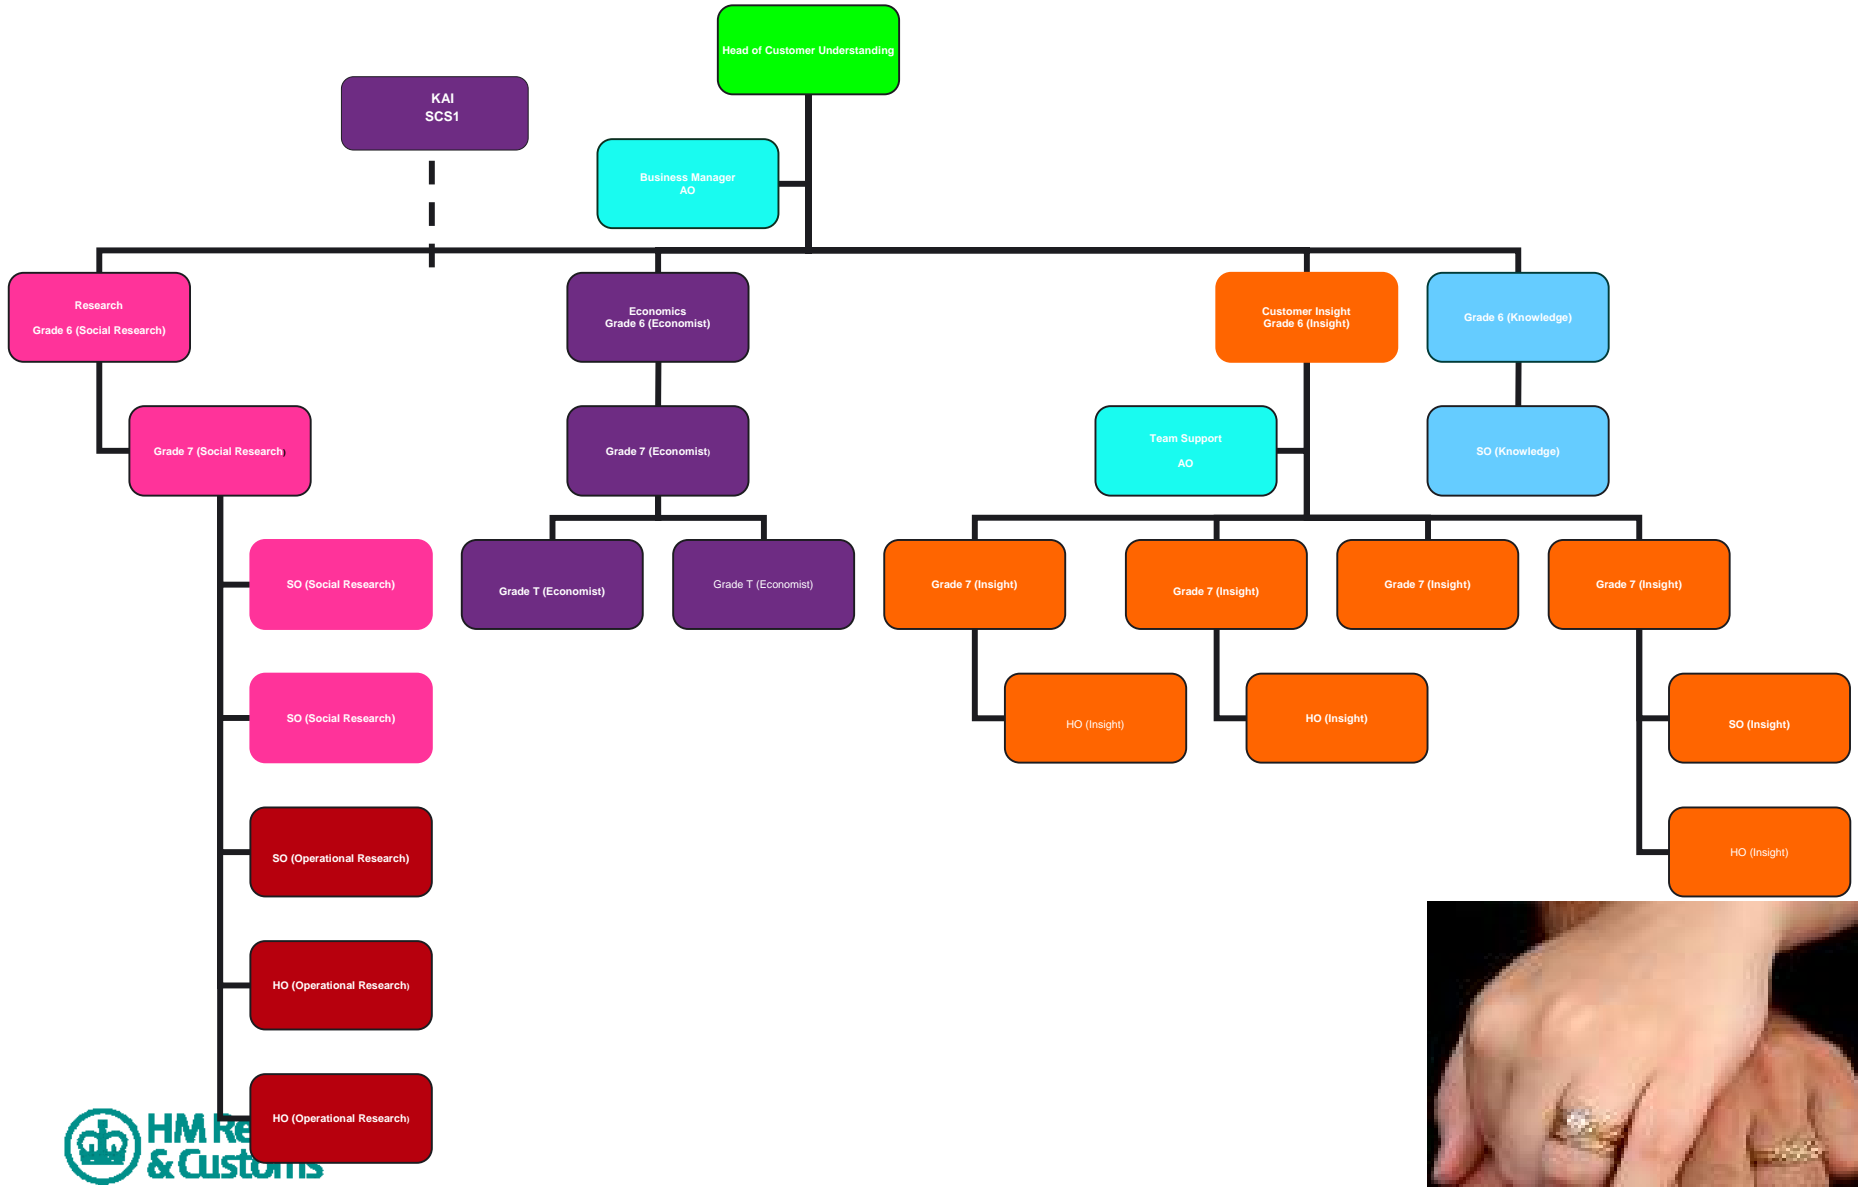 Head of Customer Understanding
KAI
SCS1
Business Manager
AO
Research
Grade 6 (Social Research)
Economics
Grade 6 (Economist)
Customer Insight
Grade 6 (Insight)
Grade 6 (Knowledge)
Grade 7 (Social Research)
Grade 7 (Economist)
Team Support
AO
SO (Knowledge)
SO (Social Research)
Grade T (Economist)
Grade T (Economist)
Grade 7 (Insight)
Grade 7 (Insight)
Grade 7 (Insight)
Grade 7 (Insight)
SO (Social Research)
HO (Insight)
HO (Insight)
SO (Insight)
SO (Operational Research)
HO (Insight)
HO (Operational Research)
HO (Operational Research)
HM Re
& Customs